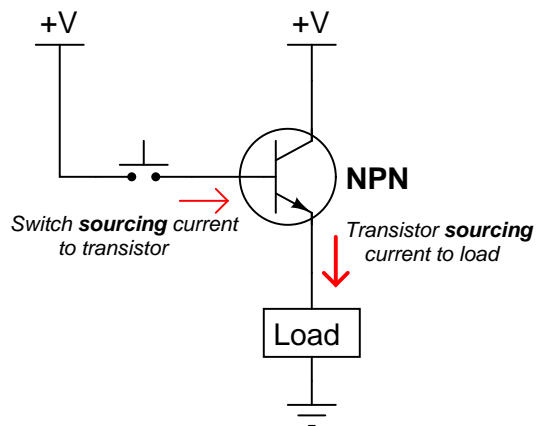 +V
+V
NPN
Switch sourcing current
to transistor
Transistor sourcing
current to load
Load